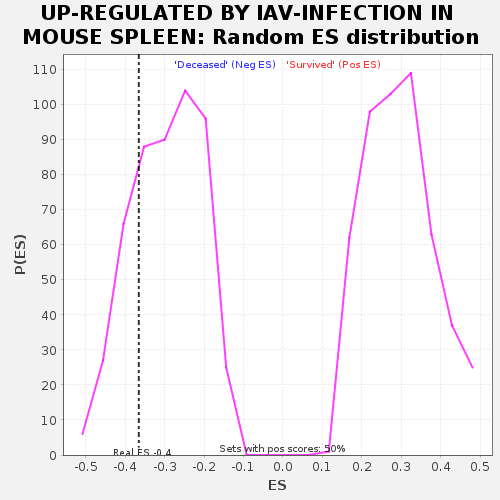 UP-REGULATED BY IAV-INFECTION IN
MOUSE SPLEEN: Random ES distribution
'Deceased' (Neg ES) 'Survived' (Pos ES)
110
100
90
80
70
60
50
40
30
20
10
0
P(ES)
Real ES -0.4
Sets with pos scores: 50%
-0.5 -0.4 -0.3 -0.2 -0.1 0.0 0.1 0.2 0.3 0.4 0.5
ES